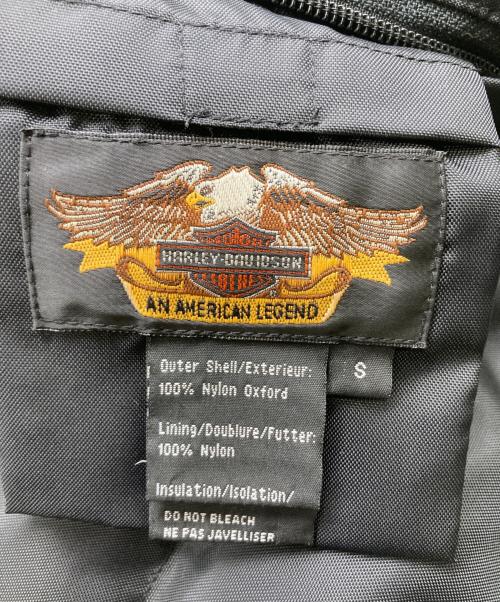 MOTOR
HARLEY-DAVIDSON
CYCLES
®
AN AMERICAN LEGEND
S
Outer Shell/Exterieur:
100% Nylon Oxford
Lining/Doublure/Futter:
100% Nylon
Insulation/Isolation/
DO NOT BLEACH
NE PAS JAVELLISER